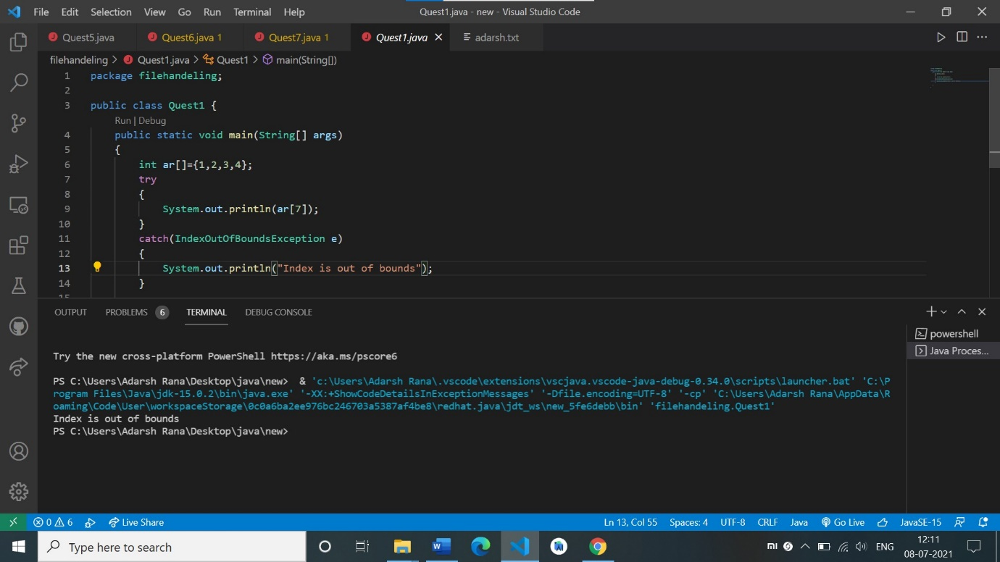 File Edit Selection View Go Run Terminal Help Quest1.java - new - Visual Studio Code
Quest5.java Quest6.java 1 Quest7.java 1 Quest1.java adarsh.txt
filehandeling > Quest1.java > Quest1 > main(String[])
1 package filehandeling;
2
3 public class Quest1 {
Run | Debug
4 public static void main(String[] args)
5 {
6 int ar[]={1,2,3,4};
7 try
8 {
9 System.out.println(ar[7]);
10 }
11 catch(IndexOutOfBoundsException e)
12 {
13 System.out.println("Index is out of bounds");
14 }
15
OUTPUT PROBLEMS 6 TERMINAL DEBUG CONSOLE
powershell
Java Proces...
Try the new cross-platform PowerShell https://aka.ms/pscore6
PS C:\Users\Adarsh Rana\Desktop\java\new> & 'c:\Users\Adarsh Rana\.vscode\extensions\vscjava.vscode-java-debug-0.34.0\scripts\launcher.bat' 'C:\P
rogram Files\Java\jdk-15.0.2\bin\java.exe' '-XX:+ShowCodeDetailsInExceptionMessages' '-Dfile.encoding=UTF-8' '-cp' 'C:\Users\Adarsh Rana\AppData\R
oaming\Code\User\workspaceStorage\0c0a6ba2ee976bc246703a5387af4be8\redhat.java\jdt_ws\new_5fe6debb\bin' 'filehandeling.Quest1'
Index is out of bounds
PS C:\Users\Adarsh Rana\Desktop\java\new>
0 6 Live Share Ln 13, Col 55 Spaces: 4 UTF-8 CRLF Java Go Live JavaSE-15
Type here to search
ENG
12:11
08-07-2021